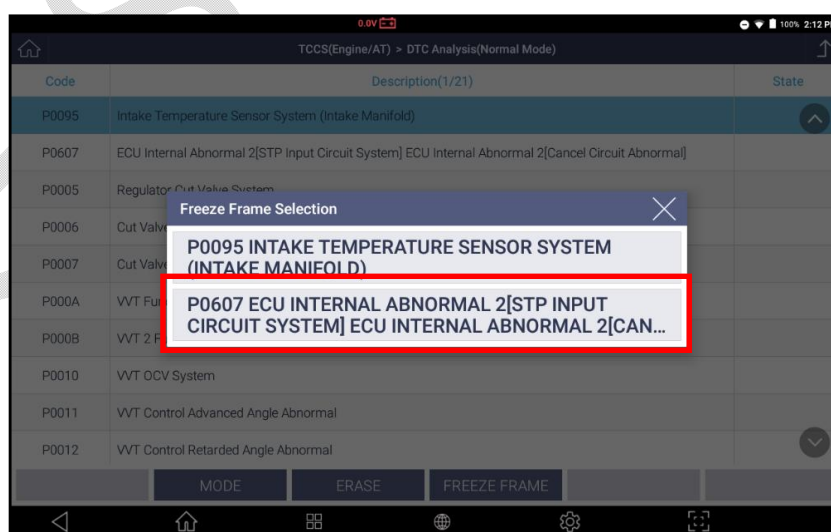 0.0V
100% 2:12 P
TCCS(Engine/AT) > DTC Analysis(Normal Mode)
Code Description(1/21) State
P0095 Intake Temperature Sensor System (Intake Manifold)
P0607 ECU Internal Abnormal 2[STP Input Circuit System] ECU Internal Abnormal 2[Cancel Circuit Abnormal]
P0005 Regulator Cut Valve System
P0006 Cut Valv
P0007 Cut Valv
P000A VVT Fu
P000B VVT 2 F
P0010 VVT OCV System
P0011 VVT Control Advanced Angle Abnormal
P0012 VVT Control Retarded Angle Abnormal
Freeze Frame Selection
P0095 INTAKE TEMPERATURE SENSOR SYSTEM
(INTAKE MANIFOLD)
P0607 ECU INTERNAL ABNORMAL 2[STP INPUT
CIRCUIT SYSTEM] ECU INTERNAL ABNORMAL 2[CAN...
MODE ERASE FREEZE FRAME